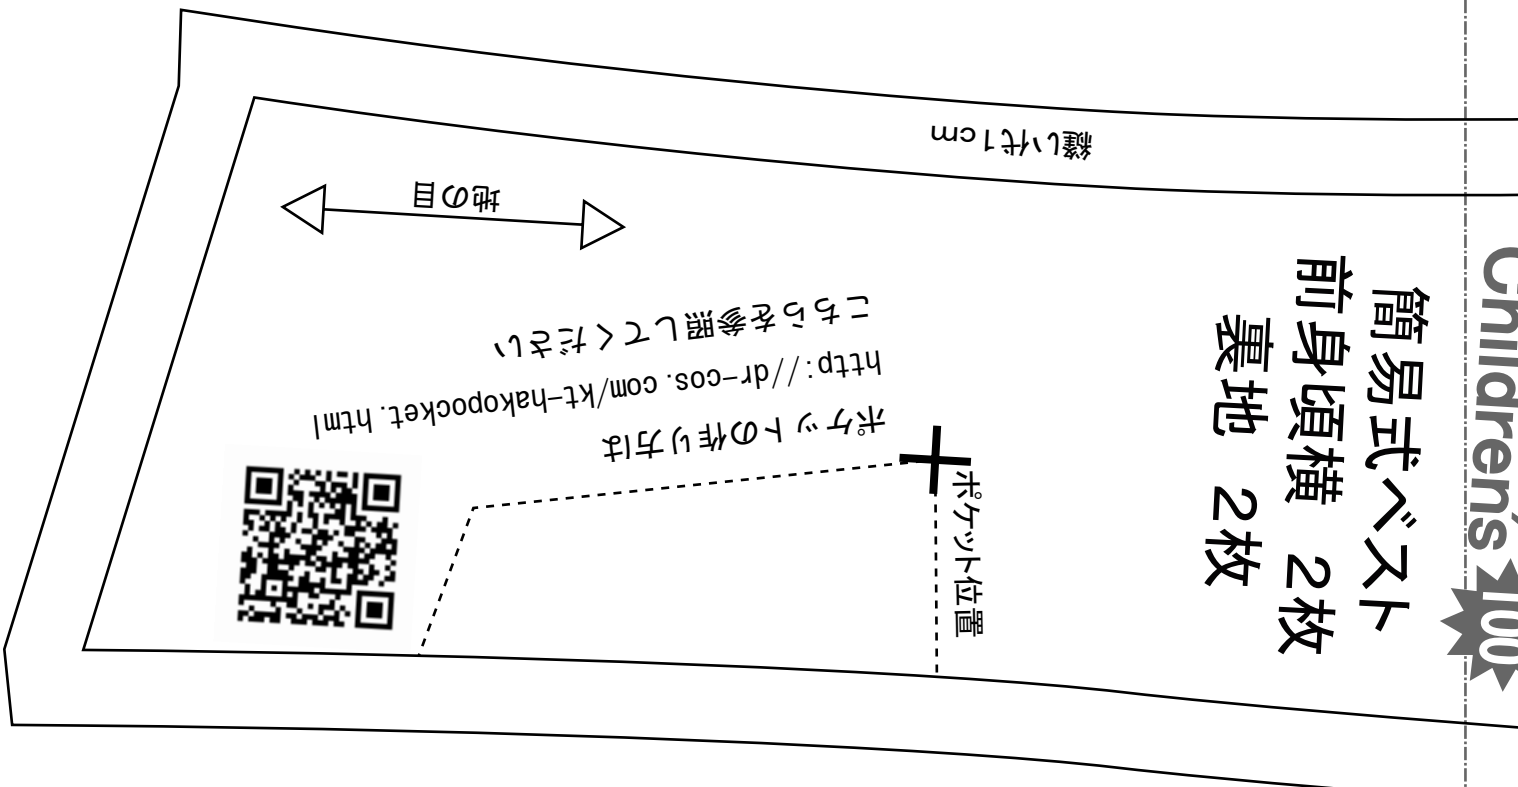 縫い代1cm
地の目
ポケットの作り方は
http://dr-cos.com/kt-hakopocket.html
こちらを参照してください
ポケット位置
簡易式ベスト
前身頃横 2枚
裏地 2枚
Children's
100